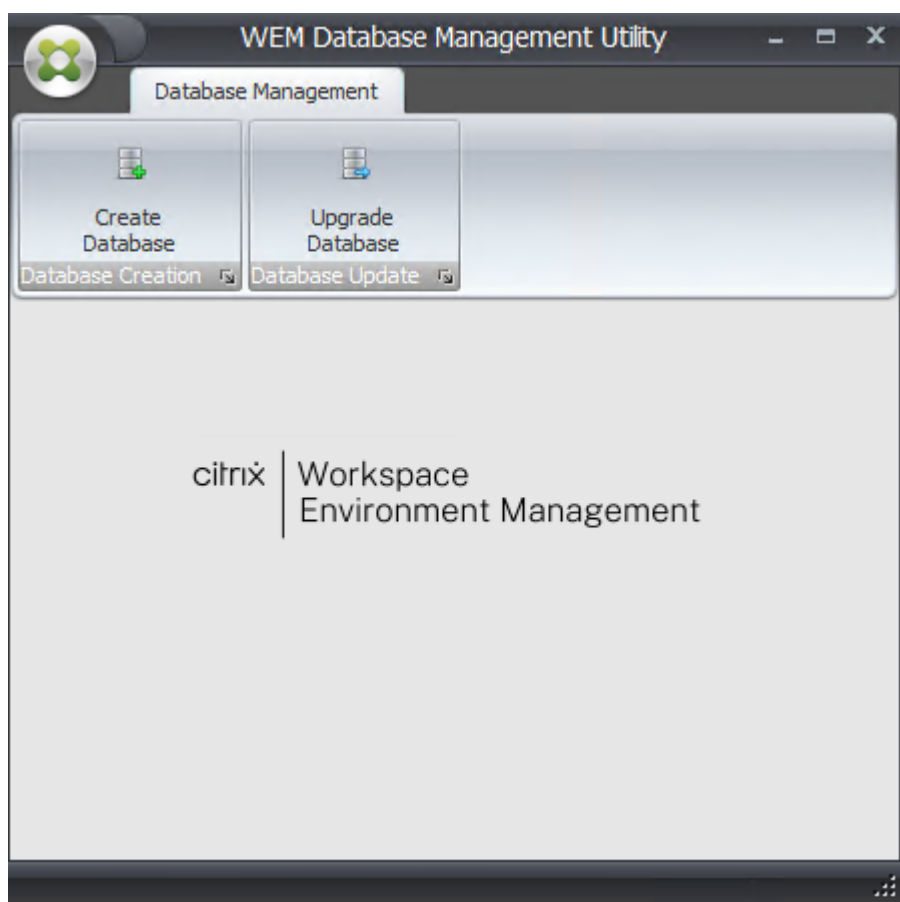 WEM Database Management Utility
Database Management
Create
Database
Upgrade
Database
Database Creation
Database Update
citrix
Workspace
Environment Management